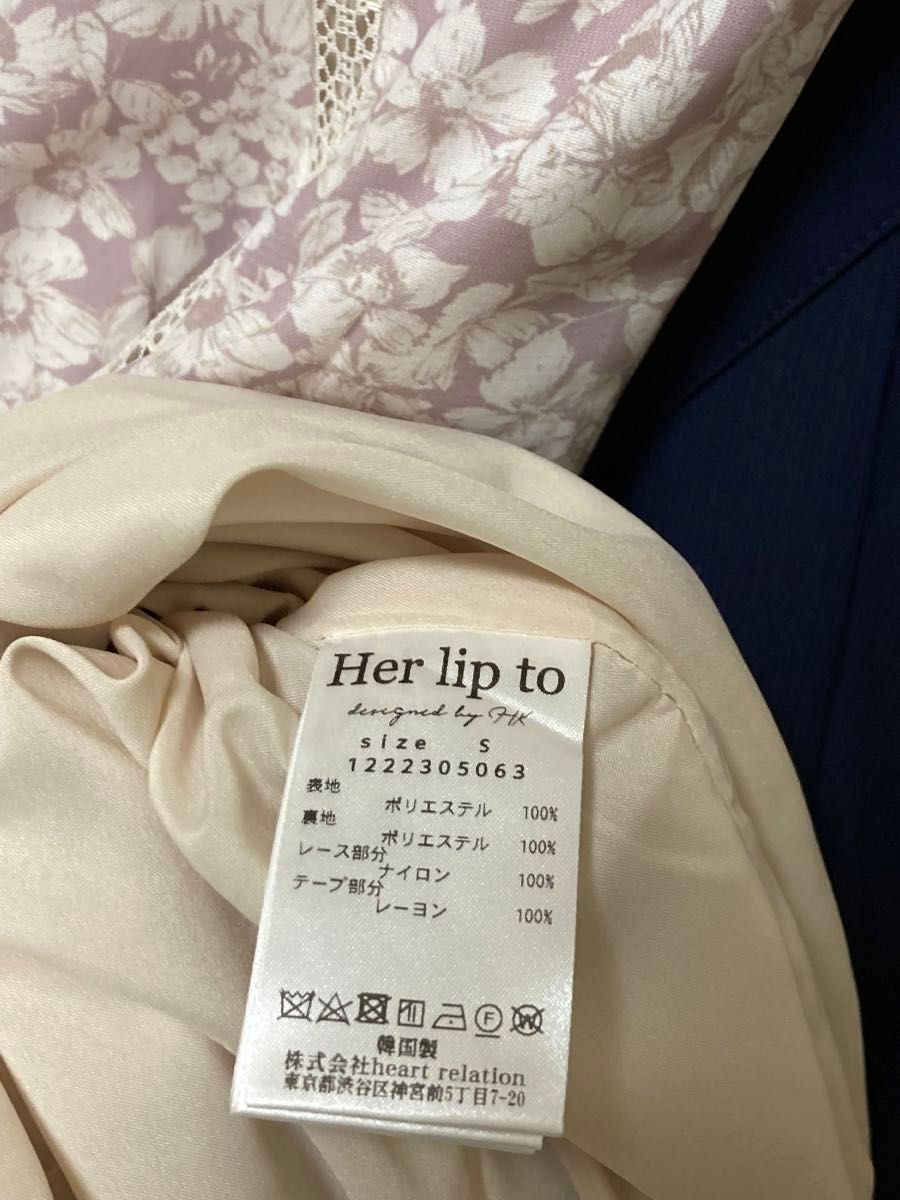 Her lip to
designed by HK
size S
1222305063
表地
ポリエステル 100%
裏地
ポリエステル 100%
レース部分
ナイロン 100%
テープ部分
レーヨン 100%
F W
韓国製
株式会社heart relation
東京都渋谷区神宮前5丁目7-20